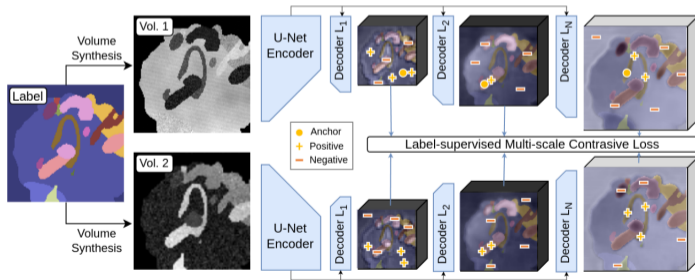 Label
Volume
Synthesis
Vol. 1
U-Net
Encoder
Decoder L1
Decoder L2
Decoder LN
Anchor
Positive
Negative
Label-supervised Multi-scale Contrasive Loss
Volume
Synthesis
Vol. 2
U-Net
Encoder
Decoder L1
Decoder L2
Decoder LN